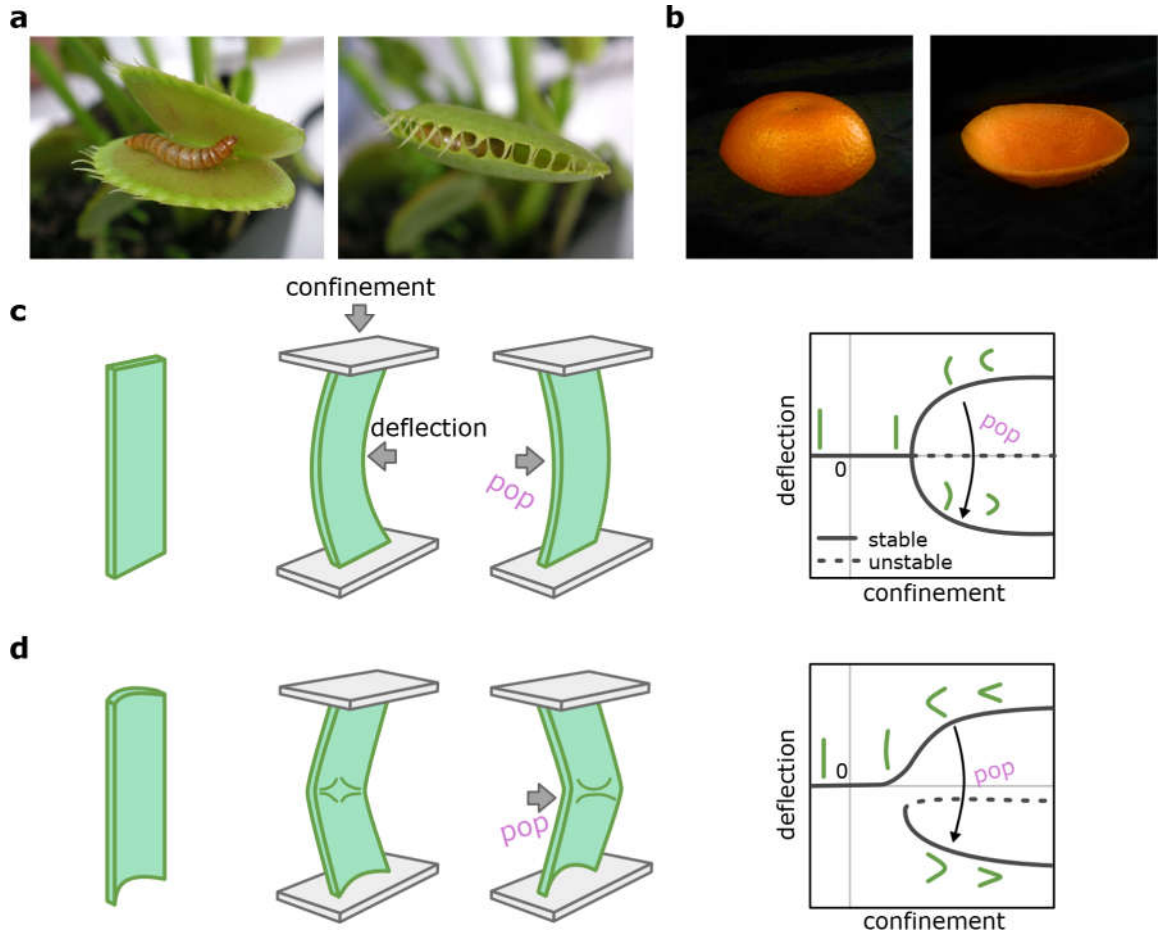 a
b
c
confinement
deflection
pop
deflection
pop
0
stable
unstable
confinement
d
pop
deflection
0
pop
confinement